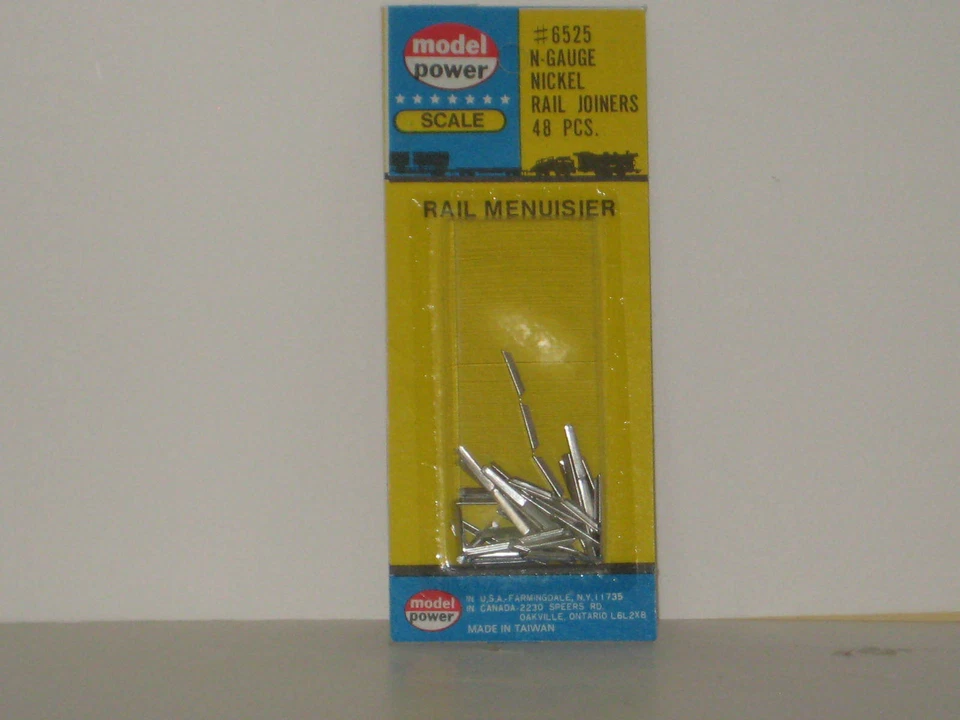 model
power
SCALE
#6525
N-GAUGE
NICKEL
RAIL JOINERS
48 PCS.
RAIL MENUISIER
model
power
IN U.S.A.-FARMINGDALE, N.Y. 11735
IN CANADA-2230 SPEERS RD.
OAKVILLE, ONTARIO L6L2X8
MADE IN TAIWAN